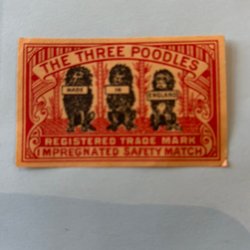 THE THREE POODLES
MADE IN ENGLAND
REGISTERED TRADE MARK
IMPREGNATED SAFETY MATCH